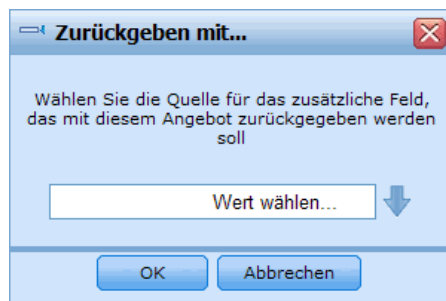 Zurückgeben mit...
Wählen Sie die Quelle für das zusätzliche Feld,
das mit diesem Angebot zurückgegeben werden
soll
Wert wählen...
OK
Abbrechen